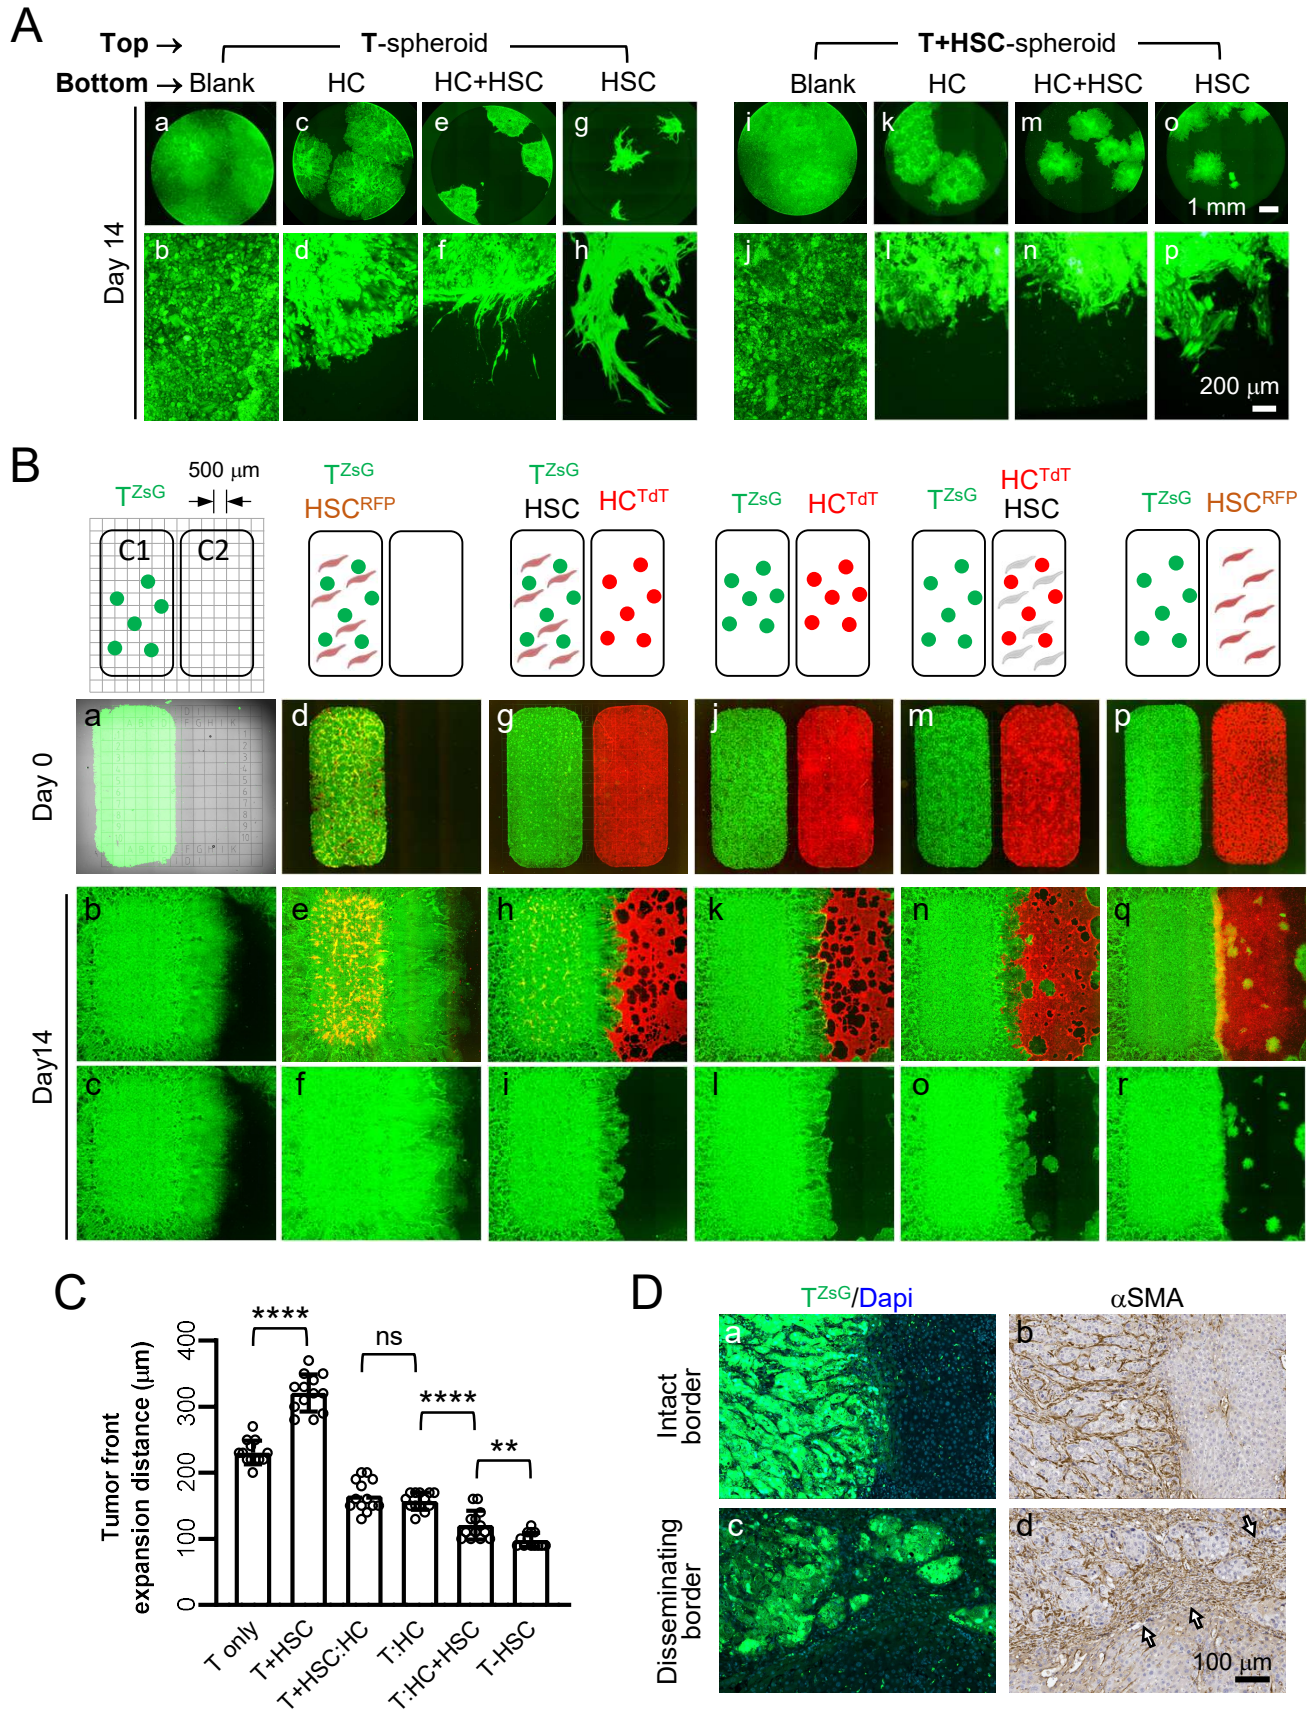 A
Top → T-spheroid T+HSC-spheroid
Bottom → Blank HC HC+HSC HSC Blank HC HC+HSC HSC
a c e g i k m o
1 mm
Day 14
b d f h j l n p
200 μm
B
500 μm
T^ZsG
T^ZsG
HSC^RFP
T^ZsG
HSC
HC^TdT
T^ZsG HC^TdT
T^ZsG
HC^TdT
HSC
T^ZsG HSC^RFP
C1 C2
Day 0
a d g j m p
Day14
b e h k n q
c f i l o r
C
**** ns **** **
Tumor front
expansion distance (μm)
400
300
200
100
0
T only
T+HSC
T+HSC:HC
T:HC
T:HC+HSC
T-HSC
D
T^ZsG/Dapi αSMA
Intact
border
a b
Disseminating
border
c d
100 μm